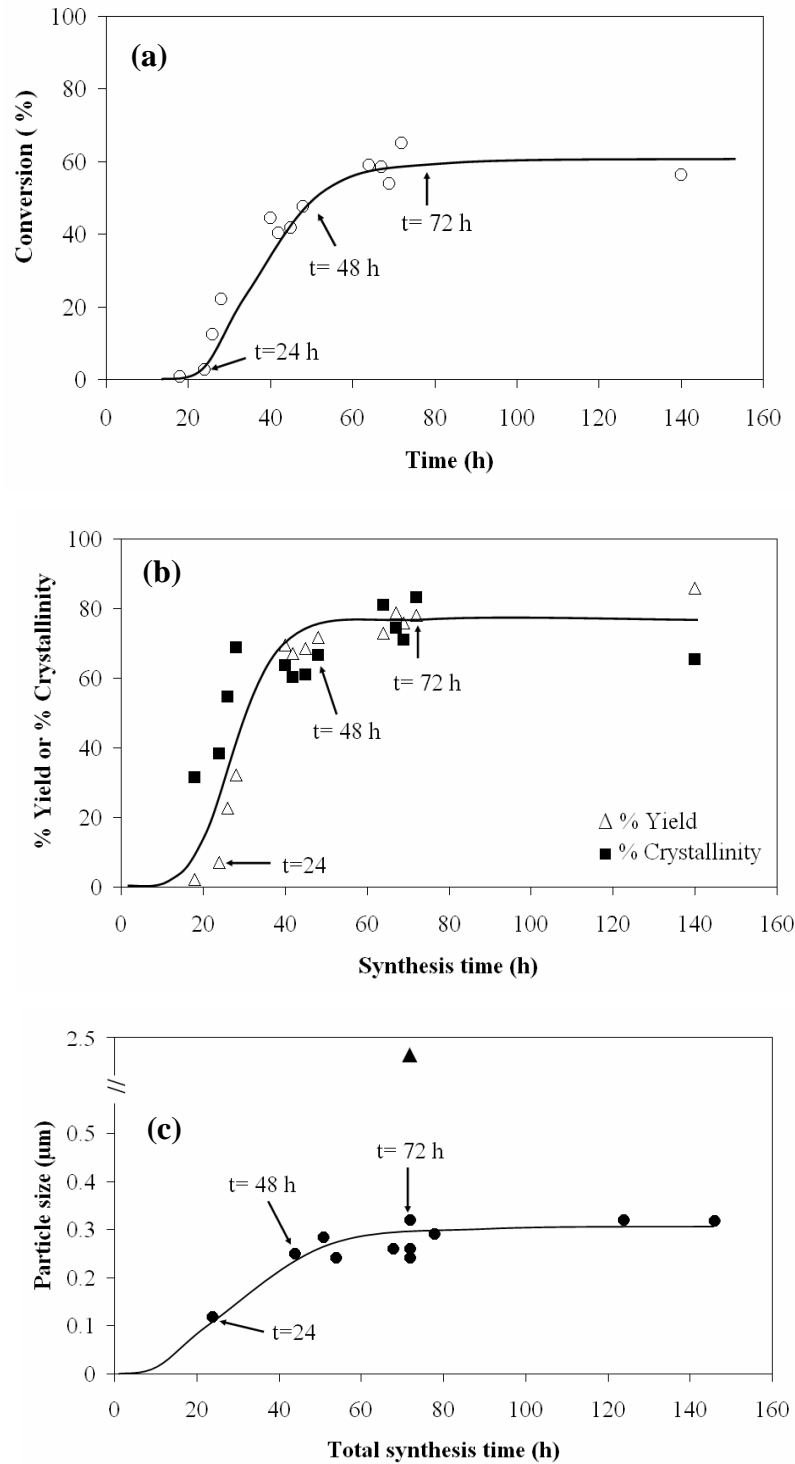 (a)
Conversion ( %)
100
80
60
40
20
0
t= 72 h
t= 48 h
t=24 h
0 20 40 60 80 100 120 140 160
Time (h)
(b)
% Yield or % Crystallinity
100
80
60
40
20
0
t= 72 h
t= 48 h
% Yield
% Crystallinity
t=24
0 20 40 60 80 100 120 140 160
Synthesis time (h)
2.5
(c)
Particle size (µm)
0.5
0.4
0.3
0.2
0.1
0
t= 72 h
t= 48 h
t=24
0 20 40 60 80 100 120 140 160
Total synthesis time (h)